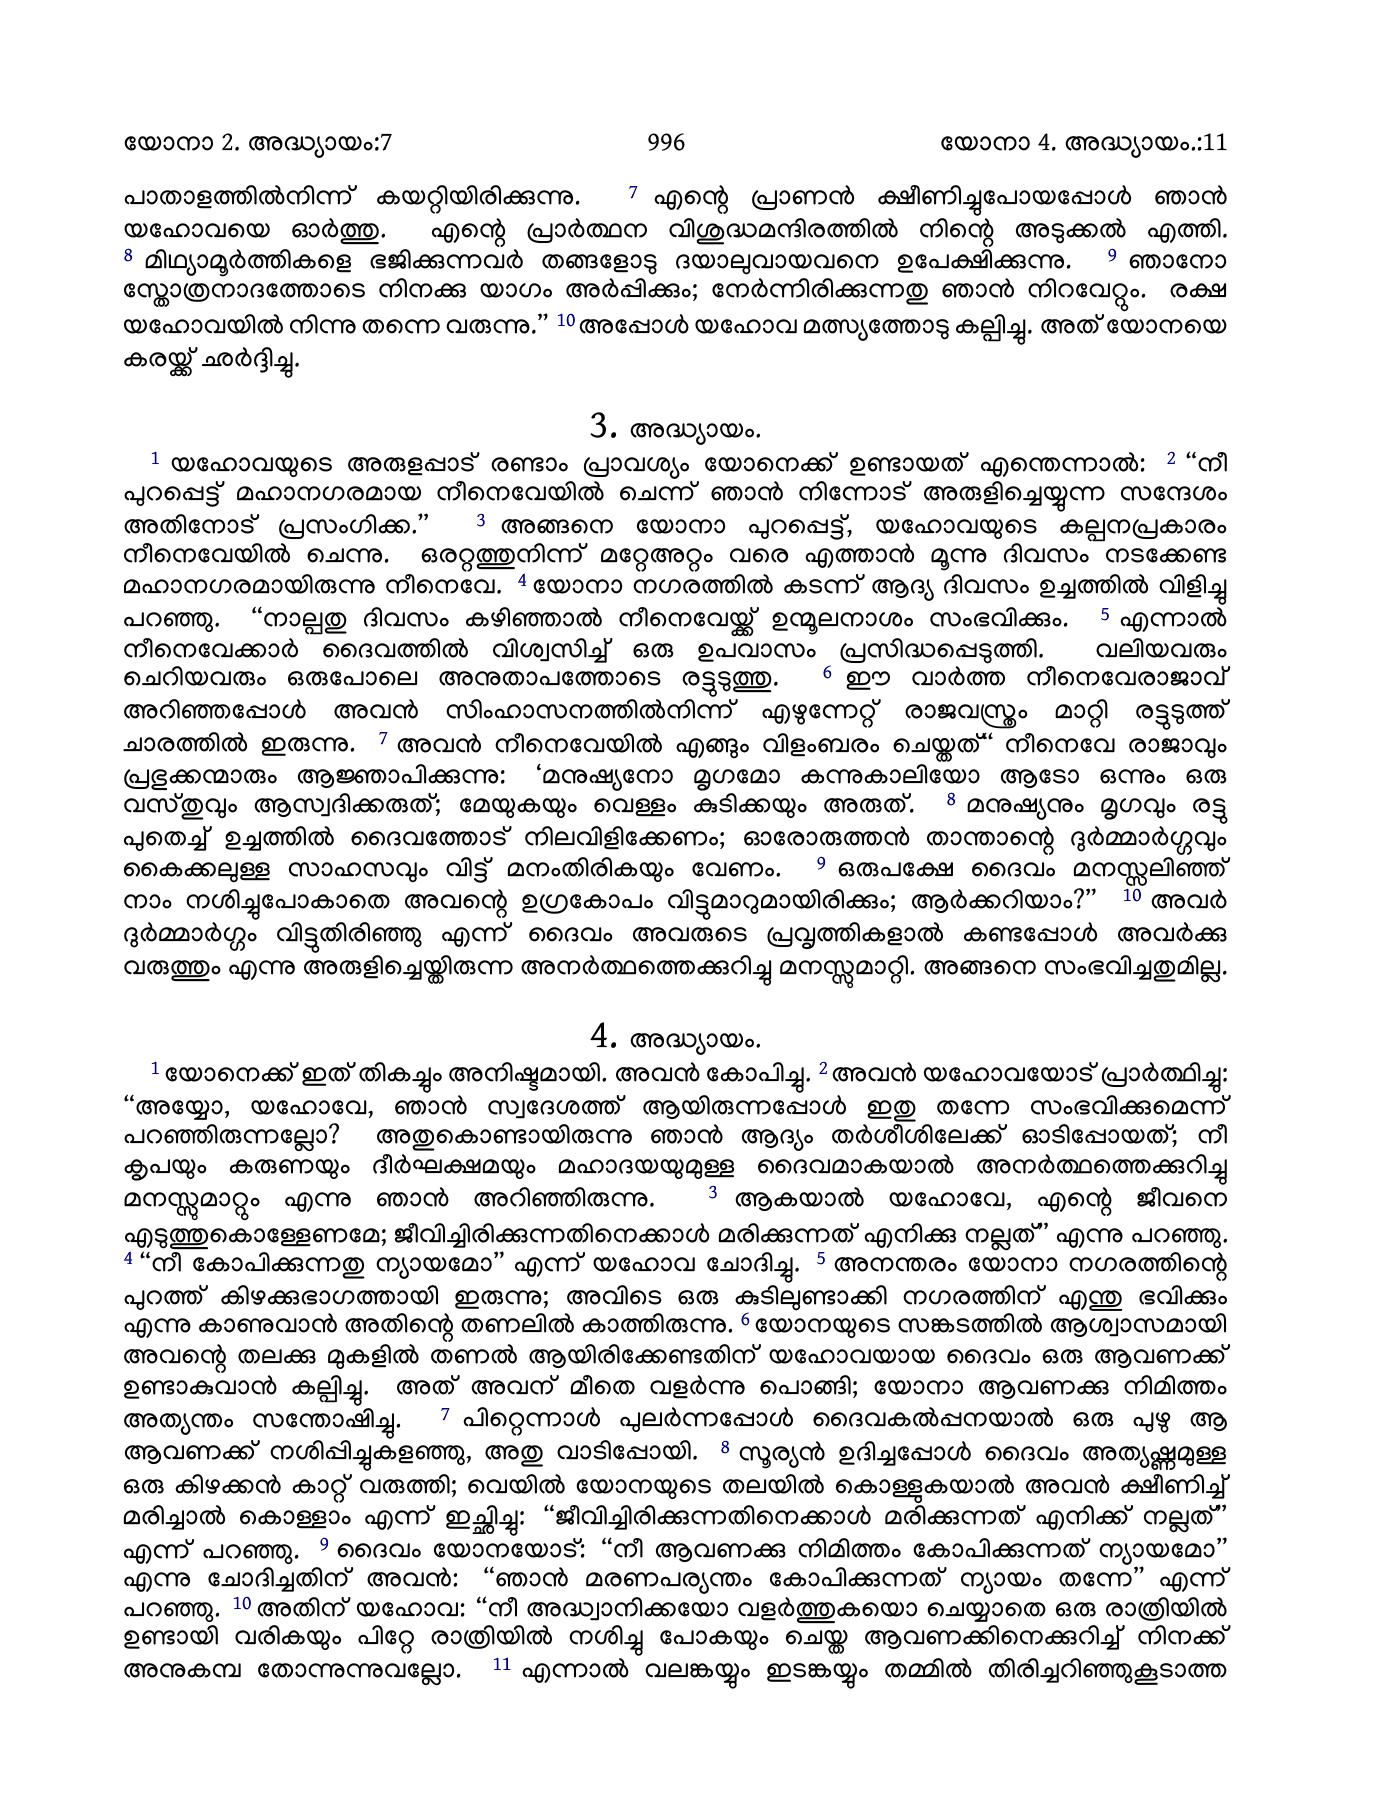 യോനാ 2. അദ്ധ്യായം:7 996 യോനാ 4. അദ്ധ്യായം.:11
പാതാളത്തിൽനിന്ന് കയറ്റിയിരിക്കുന്നു. 7 എന്റെ പ്രാണൻ ക്ഷീണിച്ചുപോയപ്പോൾ ഞാൻ
യഹോവയെ ഓർത്തു. എന്റെ പ്രാർത്ഥന വിശുദ്ധമന്ദിരത്തിൽ നിന്റെ അടുക്കൽ എത്തി.
8 മിഥ്യാമൂർത്തികളെ ഭജിക്കുന്നവർ തങ്ങളോടു ദയാലുവായവനെ ഉപേക്ഷിക്കുന്നു. 9 ഞാനോ
സ്തോത്രനാദത്തോടെ നിനക്കു യാഗം അർപ്പിക്കും; നേർന്നിരിക്കുന്നതു ഞാൻ നിറവേറ്റും. രക്ഷ
യഹോവയിൽ നിന്നു തന്നെ വരുന്നു.” 10 അപ്പോൾ യഹോവ മത്സ്യത്തോടു കല്പിച്ചു. അത് യോനയെ
കരയ്ക്ക് ഛർദ്ദിച്ചു.
3. അദ്ധ്യായം.
1 യഹോവയുടെ അരുളപ്പാട് രണ്ടാം പ്രാവശ്യം യോനെക്ക് ഉണ്ടായത് എന്തെന്നാൽ: 2 “നീ
പുറപ്പെട്ട് മഹാനഗരമായ നീനെവേയിൽ ചെന്ന് ഞാൻ നിന്നോട് അരുളിച്ചെയ്യുന്ന സന്ദേശം
അതിനോട് പ്രസംഗിക്ക.” 3 അങ്ങനെ യോനാ പുറപ്പെട്ട്, യഹോവയുടെ കല്പനപ്രകാരം
നീനെവേയിൽ ചെന്നു. ഒരറ്റത്തുനിന്ന് മറ്റേഅറ്റം വരെ എത്താൻ മൂന്നു ദിവസം നടക്കേണ്ട
മഹാനഗരമായിരുന്നു നീനെവേ. 4 യോനാ നഗരത്തിൽ കടന്ന് ആദ്യ ദിവസം ഉച്ചത്തിൽ വിളിച്ചു
പറഞ്ഞു. “നാല്പതു ദിവസം കഴിഞ്ഞാൽ നീനെവേയ്ക്ക് ഉന്മൂലനാശം സംഭവിക്കും. 5 എന്നാൽ
നീനെവേക്കാർ ദൈവത്തിൽ വിശ്വസിച്ച് ഒരു ഉപവാസം പ്രസിദ്ധപ്പെടുത്തി. വലിയവരും
ചെറിയവരും ഒരുപോലെ അനുതാപത്തോടെ രട്ടുടുത്തു. 6 ഈ വാർത്ത നീനെവേരാജാവ്
അറിഞ്ഞപ്പോൾ അവൻ സിംഹാസനത്തിൽനിന്ന് എഴുന്നേറ്റ് രാജവസ്ത്രം മാറ്റി രട്ടുടുത്ത്
ചാരത്തിൽ ഇരുന്നു. 7 അവൻ നീനെവേയിൽ എങ്ങും വിളംബരം ചെയ്തത്“ നീനെവേ രാജാവും
പ്രഭുക്കന്മാരും ആജ്ഞാപിക്കുന്നു: ‘മനുഷ്യനോ മൃഗമോ കന്നുകാലിയോ ആടോ ഒന്നും ഒരു
വസ്തുവും ആസ്വദിക്കരുത്; മേയുകയും വെള്ളം കുടിക്കയും അരുത്. 8 മനുഷ്യനും മൃഗവും രട്ടു
പുതെച്ച് ഉച്ചത്തിൽ ദൈവത്തോട് നിലവിളിക്കേണം; ഓരോരുത്തൻ താന്താന്റെ ദുർമ്മാർഗ്ഗവും
കൈക്കലുള്ള സാഹസവും വിട്ട് മനംതിരികയും വേണം. 9 ഒരുപക്ഷേ ദൈവം മനസ്സലിഞ്ഞ്
നാം നശിച്ചുപോകാതെ അവന്റെ ഉഗ്രകോപം വിട്ടുമാറുമായിരിക്കും; ആർക്കറിയാം?” 10 അവർ
ദുർമ്മാർഗ്ഗം വിട്ടുതിരിഞ്ഞു എന്ന് ദൈവം അവരുടെ പ്രവൃത്തികളാൽ കണ്ടപ്പോൾ അവർക്കു
വരുത്തും എന്നു അരുളിച്ചെയ്തിരുന്ന അനർത്ഥത്തെക്കുറിച്ചു മനസ്സുമാറ്റി. അങ്ങനെ സംഭവിച്ചതുമില്ല.
4. അദ്ധ്യായം.
1 യോനെക്ക് ഇത് തികച്ചും അനിഷ്ടമായി. അവൻ കോപിച്ചു. 2 അവൻ യഹോവയോട് പ്രാർത്ഥിച്ചു:
“അയ്യോ, യഹോവേ, ഞാൻ സ്വദേശത്ത് ആയിരുന്നപ്പോൾ ഇതു തന്നേ സംഭവിക്കുമെന്ന്
പറഞ്ഞിരുന്നല്ലോ? അതുകൊണ്ടായിരുന്നു ഞാൻ ആദ്യം തർശീശിലേക്ക് ഓടിപ്പോയത്; നീ
കൃപയും കരുണയും ദീർഘക്ഷമയും മഹാദയയുമുള്ള ദൈവമാകയാൽ അനർത്ഥത്തെക്കുറിച്ചു
മനസ്സുമാറ്റും എന്നു ഞാൻ അറിഞ്ഞിരുന്നു. 3 ആകയാൽ യഹോവേ, എന്റെ ജീവനെ
എടുത്തുകൊള്ളേണമേ; ജീവിച്ചിരിക്കുന്നതിനെക്കാൾ മരിക്കുന്നത് എനിക്കു നല്ലത്” എന്നു പറഞ്ഞു.
4 “നീ കോപിക്കുന്നതു ന്യായമോ” എന്ന് യഹോവ ചോദിച്ചു. 5 അനന്തരം യോനാ നഗരത്തിന്റെ
പുറത്ത് കിഴക്കുഭാഗത്തായി ഇരുന്നു; അവിടെ ഒരു കുടിലുണ്ടാക്കി നഗരത്തിന് എന്തു ഭവിക്കും
എന്നു കാണുവാൻ അതിന്റെ തണലിൽ കാത്തിരുന്നു. 6 യോനയുടെ സങ്കടത്തിൽ ആശ്വാസമായി
അവന്റെ തലക്കു മുകളിൽ തണൽ ആയിരിക്കേണ്ടതിന് യഹോവയായ ദൈവം ഒരു ആവണക്ക്
ഉണ്ടാകുവാൻ കല്പിച്ചു. അത് അവന് മീതെ വളർന്നു പൊങ്ങി; യോനാ ആവണക്കു നിമിത്തം
അത്യന്തം സന്തോഷിച്ചു. 7 പിറ്റെന്നാൾ പുലർന്നപ്പോൾ ദൈവകൽപ്പനയാൽ ഒരു പുഴു ആ
ആവണക്ക് നശിപ്പിച്ചുകളഞ്ഞു, അതു വാടിപ്പോയി. 8 സൂര്യൻ ഉദിച്ചപ്പോൾ ദൈവം അത്യഷ്ണമുള്ള
ഒരു കിഴക്കൻ കാറ്റ് വരുത്തി; വെയിൽ യോനയുടെ തലയിൽ കൊള്ളുകയാൽ അവൻ ക്ഷീണിച്ച്
മരിച്ചാൽ കൊള്ളാം എന്ന് ഇച്ഛിച്ചു: “ജീവിച്ചിരിക്കുന്നതിനെക്കാൾ മരിക്കുന്നത് എനിക്ക് നല്ലത്”
എന്ന് പറഞ്ഞു. 9 ദൈവം യോനയോട്: “നീ ആവണക്കു നിമിത്തം കോപിക്കുന്നത് ന്യായമോ”
എന്നു ചോദിച്ചതിന് അവൻ: “ഞാൻ മരണപര്യന്തം കോപിക്കുന്നത് ന്യായം തന്നേ” എന്ന്
പറഞ്ഞു. 10 അതിന് യഹോവ: “നീ അദ്ധ്വാനിക്കയോ വളർത്തുകയൊ ചെയ്യാതെ ഒരു രാത്രിയിൽ
ഉണ്ടായി വരികയും പിറ്റേ രാത്രിയിൽ നശിച്ചു പോകയും ചെയ്ത ആവണക്കിനെക്കുറിച്ച് നിനക്ക്
അനുകമ്പ തോന്നുന്നുവല്ലോ. 11 എന്നാൽ വലങ്കയ്യും ഇടങ്കയ്യും തമ്മിൽ തിരിച്ചറിഞ്ഞുകൂടാത്ത